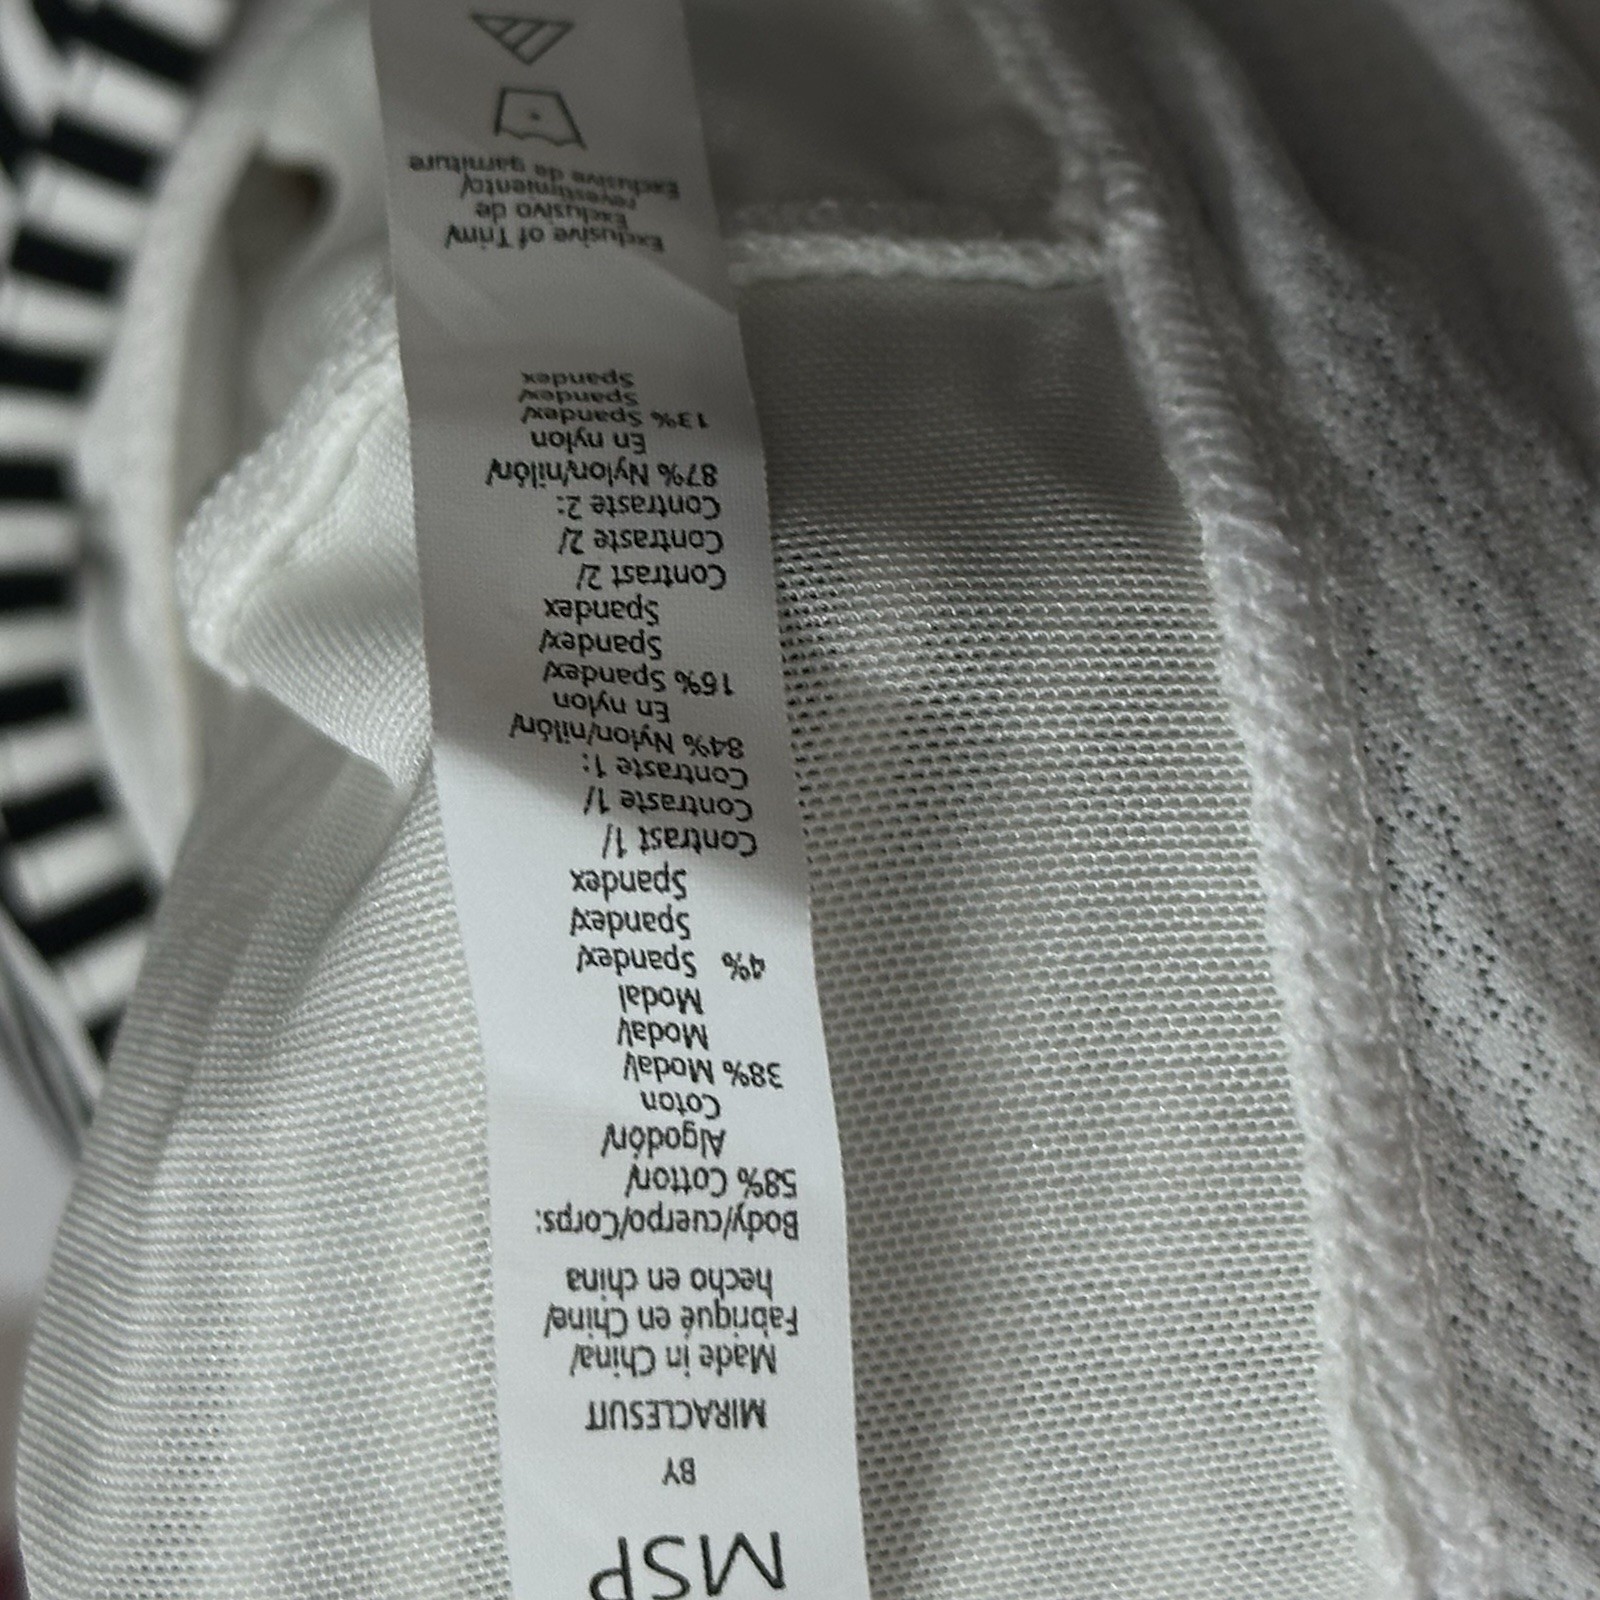 MSP
BY
MIRACLESUIT
Made in China/
Fabriqué en Chine/
hecho en china
Body/cuerpo/Corps:
58% Cotton/
Algodón/
Coton
38% Modal/
Modal/
Modal
4% Spandex/
Spandex/
Spandex
Contrast 1/
Contraste 1/
Contraste 1:
84% Nylon/nilón/
En nylon
16% Spandex/
Spandex/
Spandex
Contrast 2/
Contraste 2/
Contraste 2:
87% Nylon/nilón/
En nylon
13% Spandex/
Spandex/
Spandex
Exclusive of Trim/
Exclusivo de
revestimiento/
Exclusive de garniture